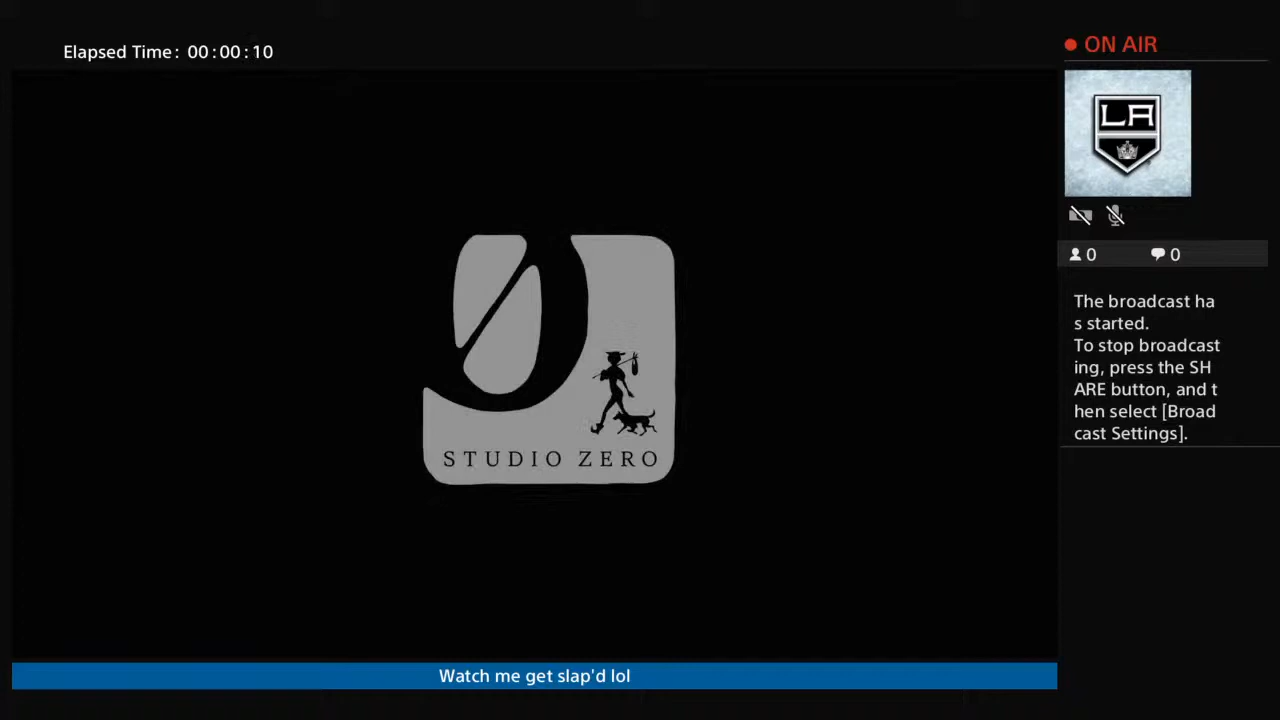 Elapsed Time: 00:00:10
ON AIR
LA
0 0
The broadcast ha
s started.
To stop broadcast
ing, press the SH
ARE button, and t
hen select [Broad
cast Settings].
0
STUDIO ZERO
Watch me get slap'd lol